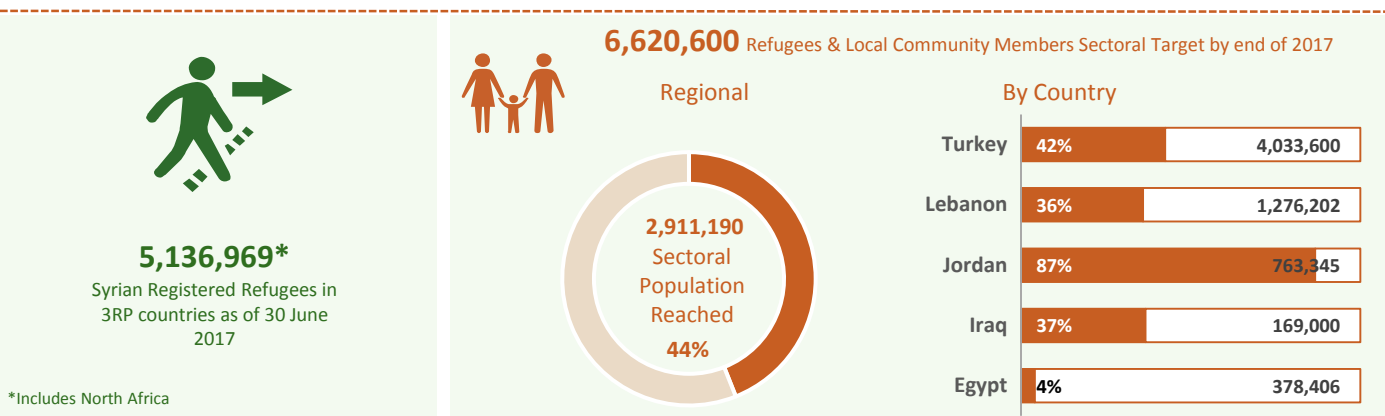 5,136,969*
Syrian Registered Refugees in
3RP countries as of 30 June
2017
*Includes North Africa
6,620,600 Refugees & Local Community Members Sectoral Target by end of 2017
Regional
2,911,190
Sectoral
Population
Reached
44%
By Country
Turkey 42% 4,033,600
Lebanon 36% 1,276,202
Jordan 87% 763,345
Iraq 37% 169,000
Egypt 4% 378,406